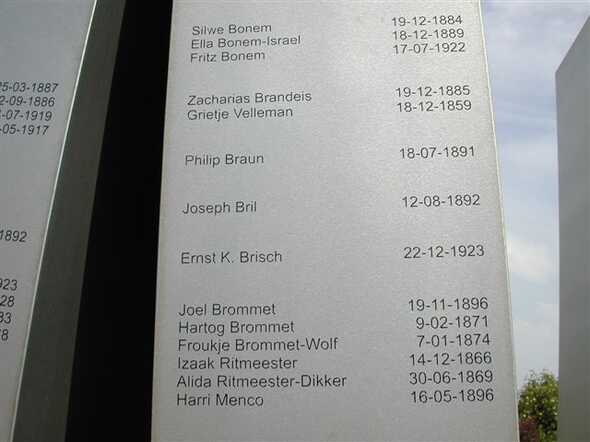 25-03-1887
-09-1886
-07-1919
-05-1917
1892
923
28
33
78
Silwe Bonem 19-12-1884
Ella Bonem-Israel 18-12-1889
Fritz Bonem 17-07-1922
Zacharias Brandeis 19-12-1885
Grietje Velleman 18-12-1859
Philip Braun 18-07-1891
Joseph Bril 12-08-1892
Ernst K. Brisch 22-12-1923
Joel Brommet 19-11-1896
Hartog Brommet 9-02-1871
Froukje Brommet-Wolf 7-01-1874
Izaak Ritmeester 14-12-1866
Alida Ritmeester-Dikker 30-06-1869
Harri Menco 16-05-1896